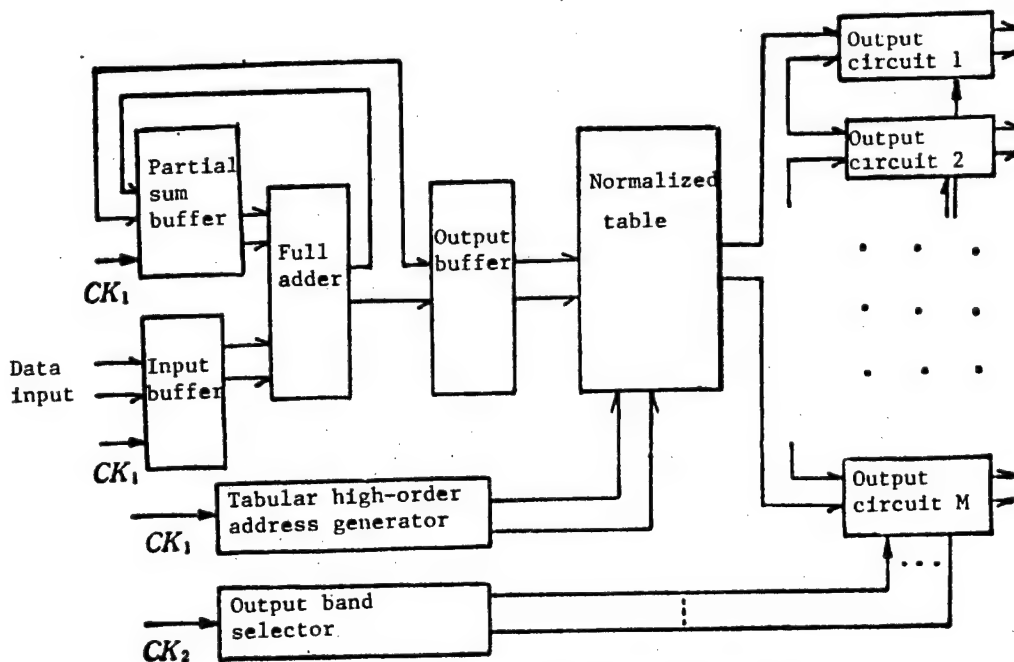 Output
circuit 1
Output
circuit 2
Partial
sum
buffer
Normalized
table
Full
adder
Output
buffer
CK₁
Data
input
Input
buffer
CK₁
Output
circuit M
Tabular high-order
address generator
CK₁
Output band
selector
CK₂